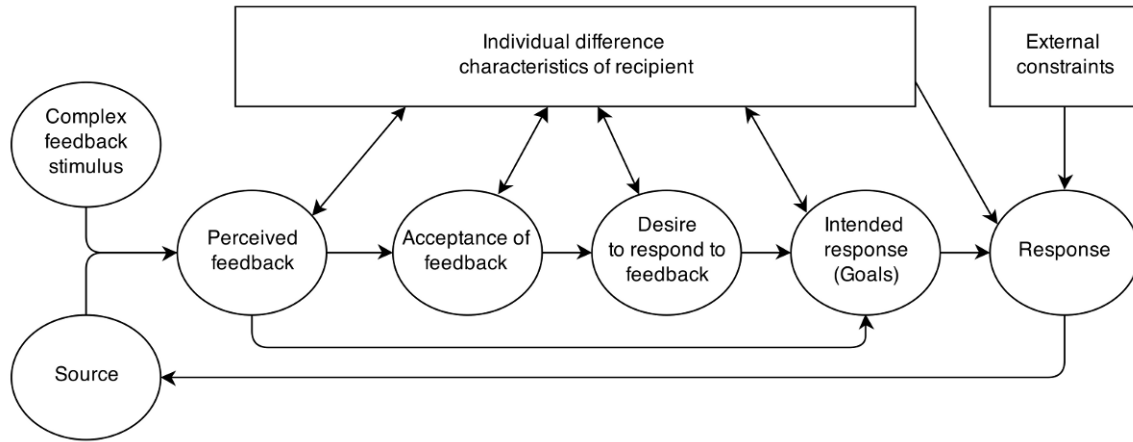 Individual difference
characteristics of recipient
External
constraints
Complex
feedback
stimulus
Perceived
feedback
Acceptance of
feedback
Desire
to respond to
feedback
Intended
response
(Goals)
Response
Source